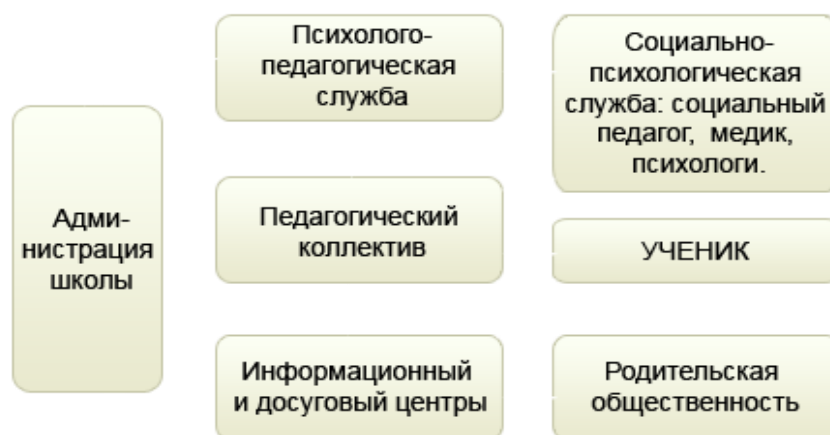 Адми-
нистрация
школы
Психолого-
педагогическая
служба
Педагогический
коллектив
Информационный
и досуговый центры
Социально-
психологическая
служба: социальный
педагог, медик,
психологи.
УЧЕНИК
Родительская
общественность